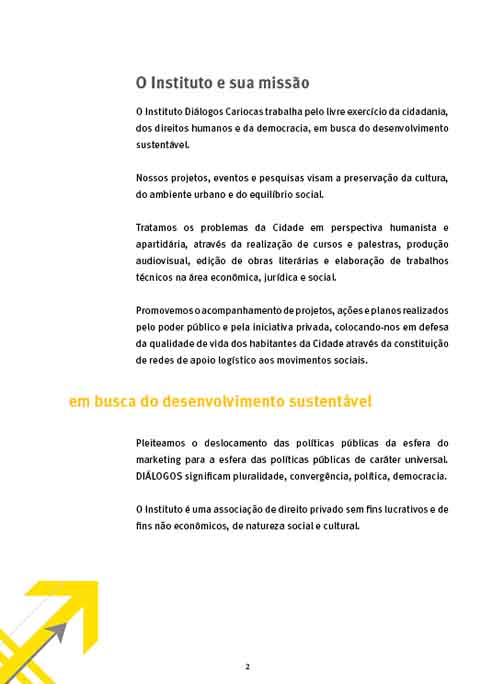 O Instituto e sua missão
O Instituto Diálogos Cariocas trabalha pelo livre exercício da cidadania,
dos direitos humanos e da democracia, em busca do desenvolvimento
sustentável.
Nossos projetos, eventos e pesquisas visam a preservação da cultura,
do ambiente urbano e do equilíbrio social.
Tratamos os problemas da Cidade em perspectiva humanista e
apartidária, através da realização de cursos e palestras, produção
audiovisual, edição de obras literárias e elaboração de trabalhos
técnicos na área econômica, jurídica e social.
Promovemos o acompanhamento de projetos, ações e planos realizados
pelo poder público e pela iniciativa privada, colocando-nos em defesa
da qualidade de vida dos habitantes da Cidade através da constituição
de redes de apoio logístico aos movimentos sociais.
em busca do desenvolvimento sustentável
Pleiteamos o deslocamento das políticas públicas da esfera do
marketing para a esfera das políticas públicas de caráter universal.
DIÁLOGOS significam pluralidade, convergência, política, democracia.
O Instituto é uma associação de direito privado sem fins lucrativos e de
fins não econômicos, de natureza social e cultural.
2